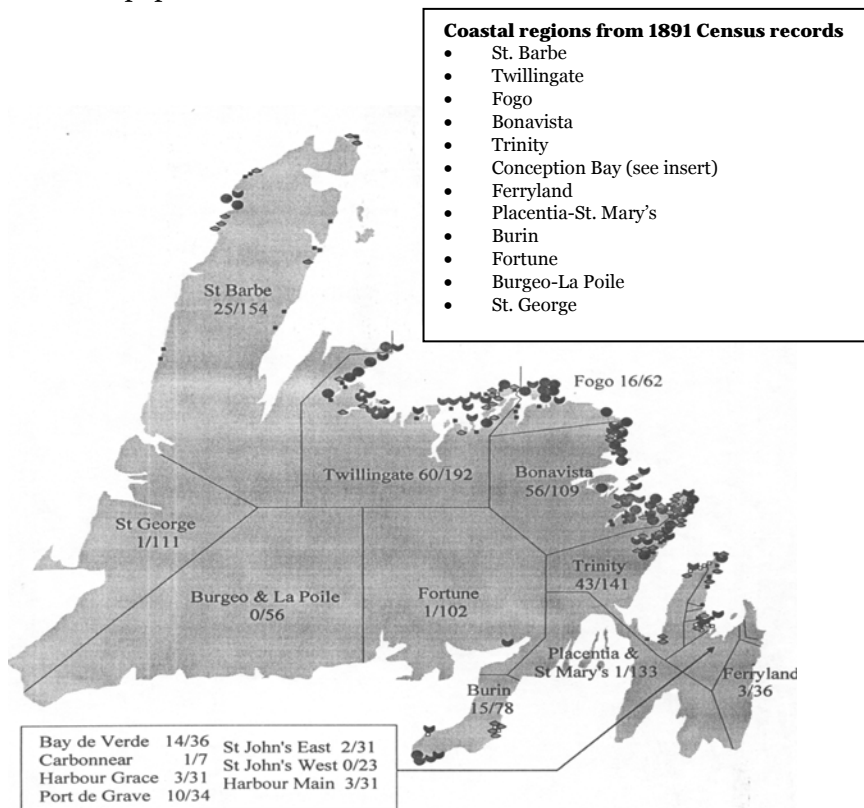 Coastal regions from 1891 Census records
• St. Barbe
• Twillingate
• Fogo
• Bonavista
• Trinity
• Conception Bay (see insert)
• Ferryland
• Placentia-St. Mary's
• Burin
• Fortune
• Burgeo-La Poile
• St. George
St Barbe
25/154
Fogo 16/62
Twillingate 60/192
Bonavista
56/109
St George
1/111
Trinity
43/141
Burgeo & La Poile
0/56
Fortune
1/102
Placentia &
St Mary's 1/133
Ferryland
3/36
Burin
15/78
Bay de Verde 14/36
Carbonnear 1/7
Harbour Grace 3/31
Port de Grave 10/34
St John's East 2/31
St John's West 0/23
Harbour Main 3/31